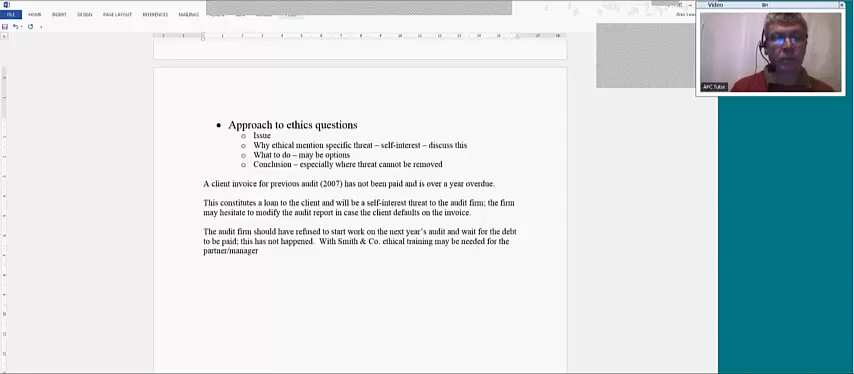 FILE HOME INSERT DESIGN PAGE LAYOUT REFERENCES MAILINGS
Video
APC Tutor
Approach to ethics questions
Issue
Why ethical mention specific threat – self-interest – discuss this
What to do – may be options
Conclusion – especially where threat cannot be removed
A client invoice for previous audit (2007) has not been paid and is over a year overdue.
This constitutes a loan to the client and will be a self-interest threat to the audit firm; the firm
may hesitate to modify the audit report in case the client defaults on the invoice.
The audit firm should have refused to start work on the next year's audit and wait for the debt
to be paid; this has not happened.  With Smith & Co. ethical training may be needed for the
partner/manager